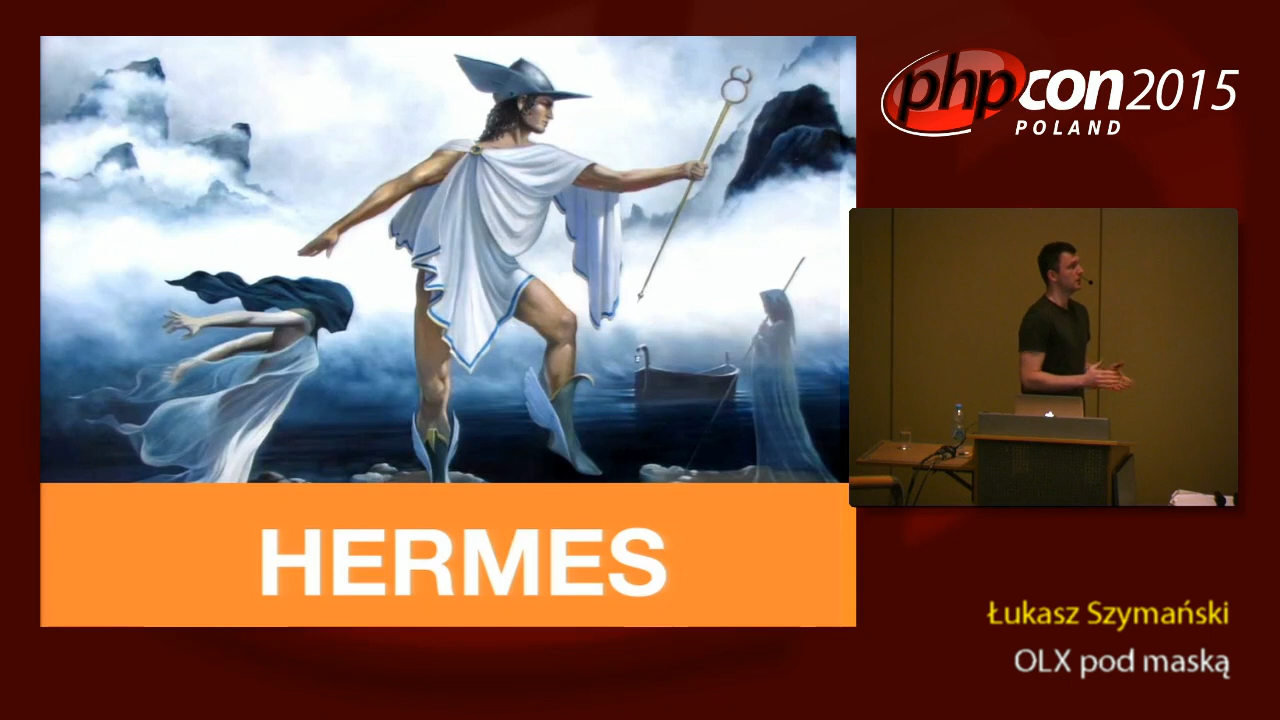 HERMES
phpcon2015
POLAND
Łukasz Szymański
OLX pod maską